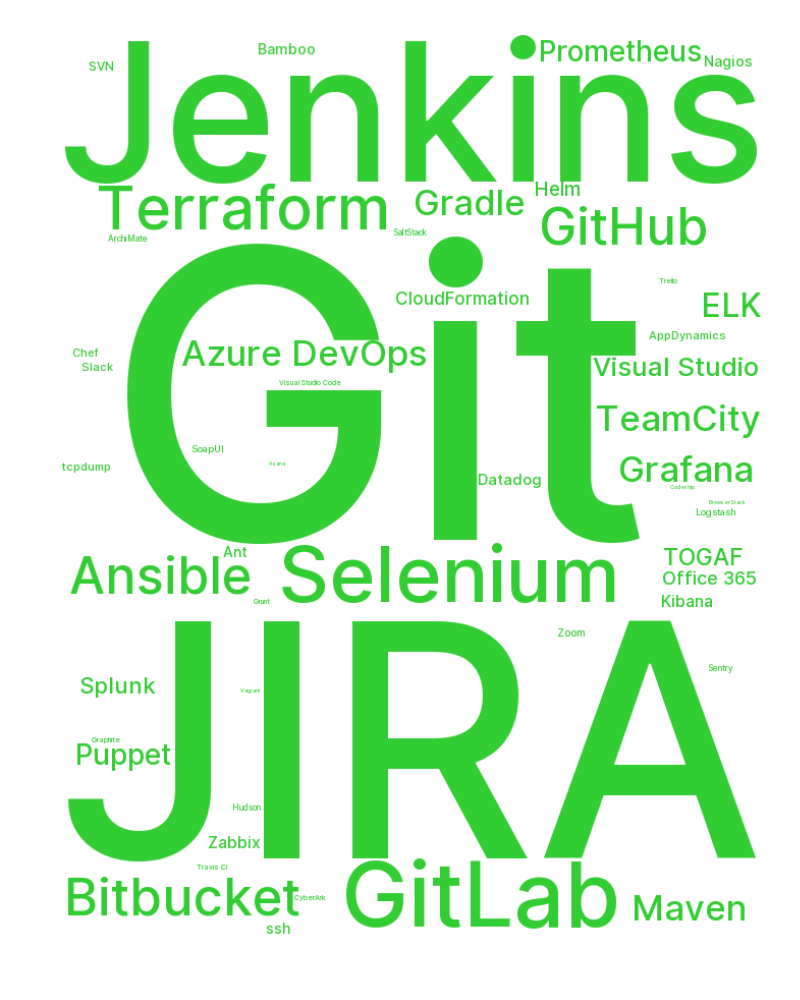 Jenkins
Bamboo
Prometheus
SVN
Nagios
Terraform
Gradle
Helm
GitHub
ArchiMate
SaltStack
Git
CloudFormation
Trello
ELK
AppDynamics
Azure DevOps
Chef
Slack
Visual Studio
Visual Studio Code
TeamCity
SoapUI
Asana
tcpdump
Grafana
Datadog
Codeship
BrowserStack
Logstash
Ansible
Ant
Selenium
TOGAF
Office 365
Grunt
Kibana
JIRA
Zoom
Sentry
Splunk
Vagrant
Graphite
Puppet
Hudson
Zabbix
Travis CI
Bitbucket
CyberArk
GitLab
Maven
ssh